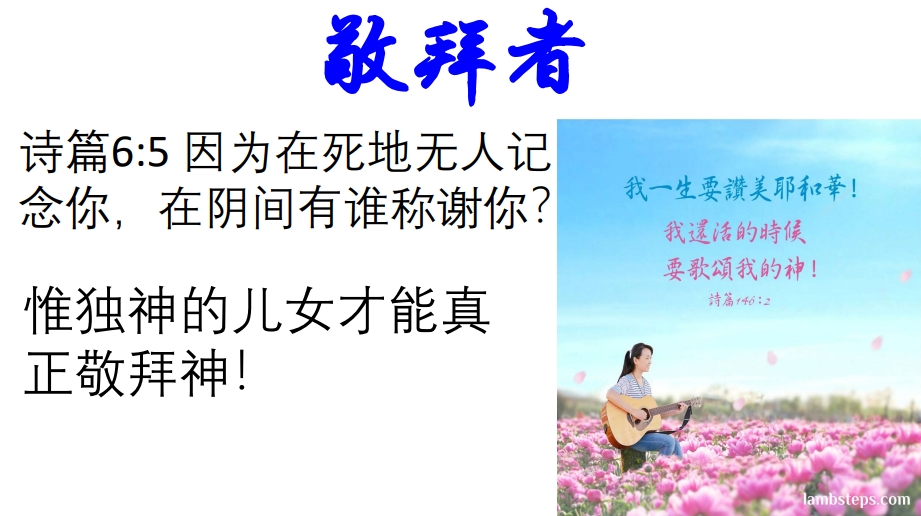 敬拜者
诗篇6:5 因为在死地无人记
念你，在阴间有谁称谢你?
惟独神的儿女才能真
正敬拜神!
我一生要讚美耶和華!
我還活的時候
要歌頌我的神!
詩篇146:2
lambsteps.com